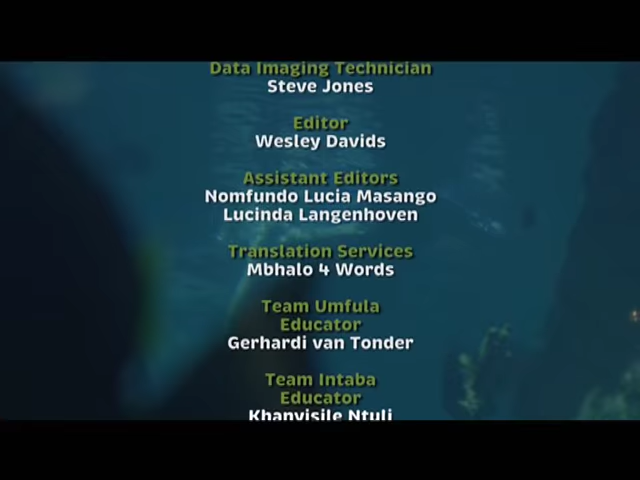 Data Imaging Technician
Steve Jones
Editor
Wesley Davids
Assistant Editors
Nomfundo Lucia Masango
Lucinda Langenhoven
Translation Services
Mbhalo 4 Words
Team Umfula
Educator
Gerhardi van Tonder
Team Intaba
Educator
Khanyisile Ntuli